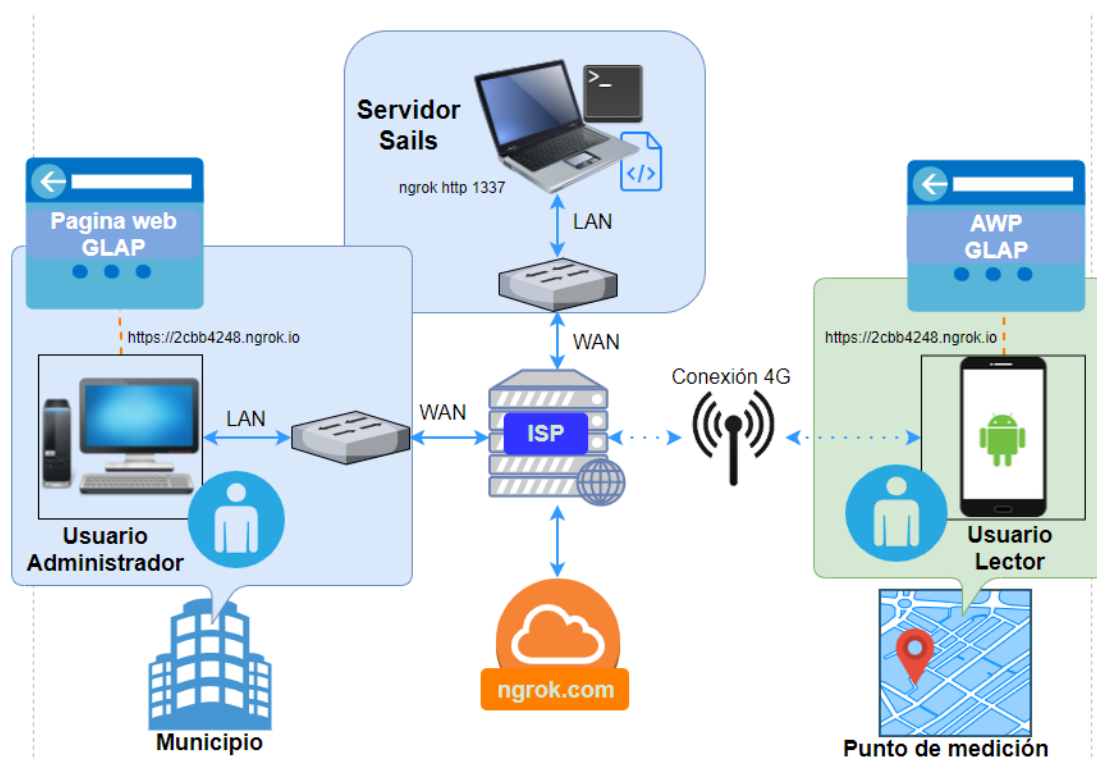 Servidor
Sails
>_
</>
ngrok http 1337
LAN
Pagina web
GLAP
AWP
GLAP
https://2cbb4248.ngrok.io
https://2cbb4248.ngrok.io
WAN
Conexión 4G
LAN
WAN
ISP
Usuario
Administrador
Usuario
Lector
ngrok.com
Municipio
Punto de medición